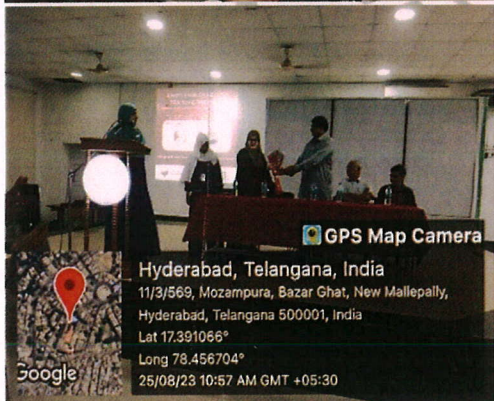 GPS Map Camera
Hyderabad, Telangana, India
11/3/569, Mozampura, Bazar Ghat, New Mallepally,
Hyderabad, Telangana 500001, India
Lat 17.391066°
Long 78.456704°
25/08/23 10:57 AM GMT +05:30
Google